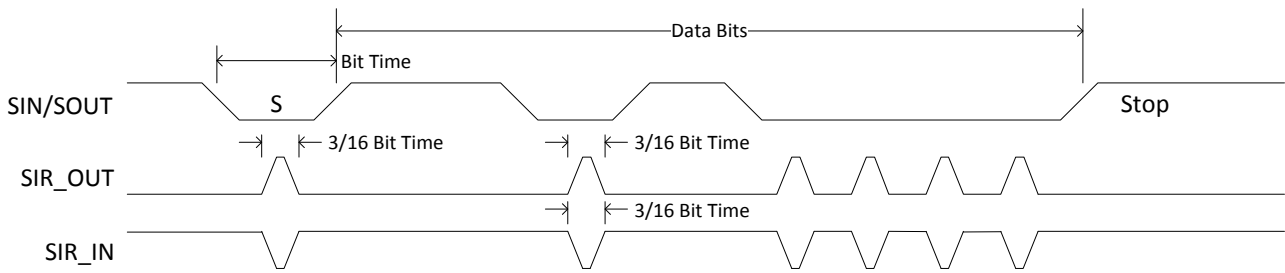 Data Bits
Bit Time
SIN/SOUT
S
Stop
3/16 Bit Time
3/16 Bit Time
SIR_OUT
3/16 Bit Time
SIR_IN